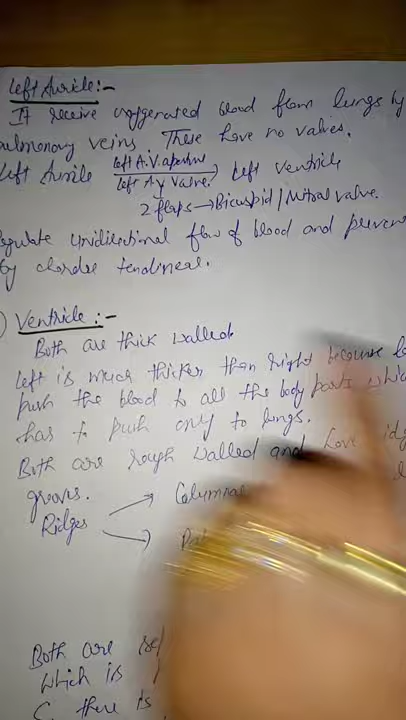 Left Auricle:-
It receive oxygenated blood from lungs by
pulmonary veins. These have no valves.
Left Auricle Left A.V. aperture Left ventricle
Left A V Valve.
2 flaps → Bicuspid / Mitral valve.
Regulate unidirectional flow of blood and prevent
by chordae tendineae.
Ventricle :-
Both are thick walled
left is much thicker than right because
push the blood to all the body parts which
has to push only to lungs.
Both are rough walled and have
grooves.
Ridges → Columnae
→
Both are
which is
there is